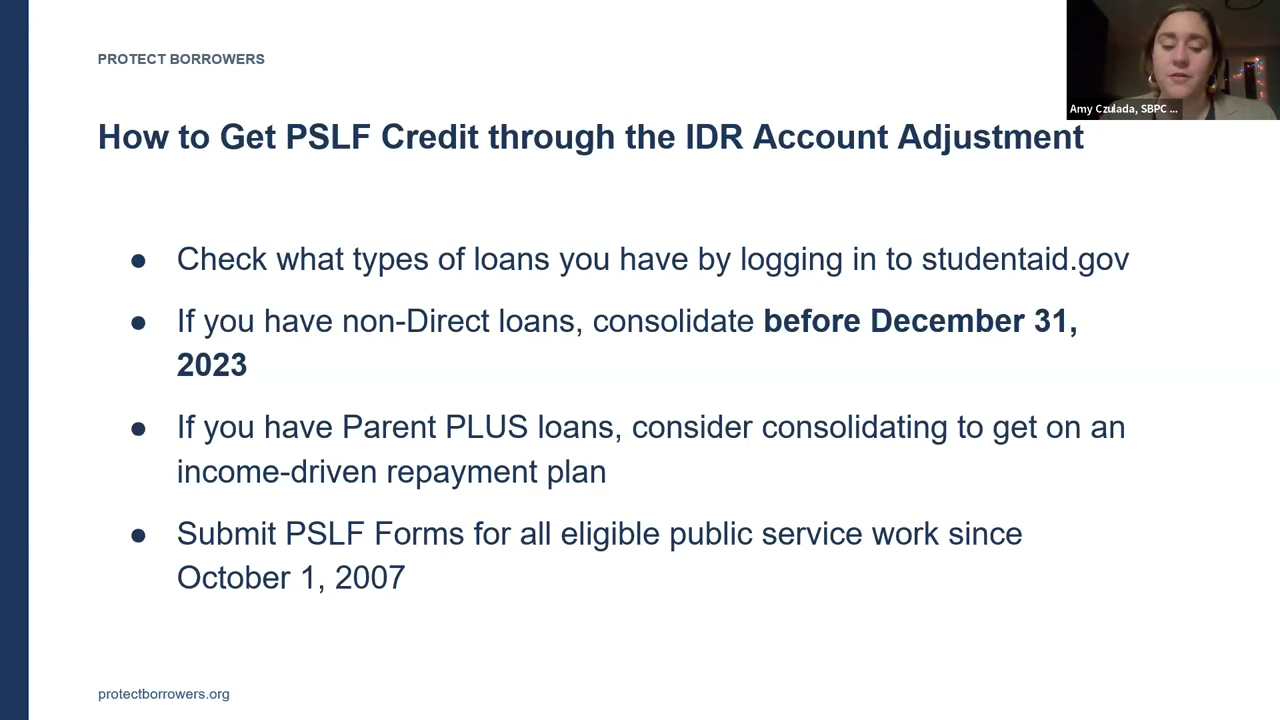 PROTECT BORROWERS
Amy Czulada, SBPC ...
How to Get PSLF Credit through the IDR Account Adjustment
● Check what types of loans you have by logging in to studentaid.gov
● If you have non-Direct loans, consolidate before December 31,
2023
● If you have Parent PLUS loans, consider consolidating to get on an
income-driven repayment plan
● Submit PSLF Forms for all eligible public service work since
October 1, 2007
protectborrowers.org